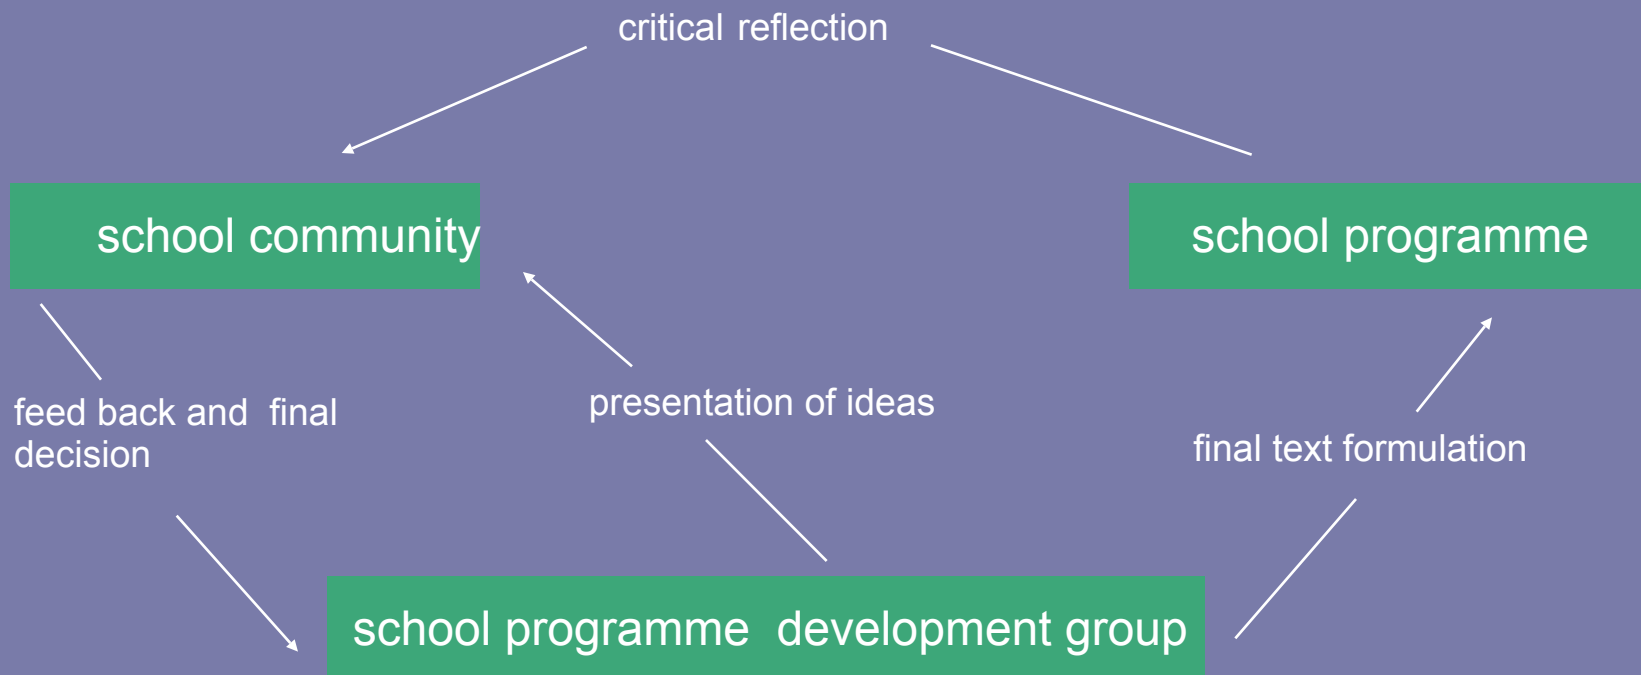 critical reflection
school community
school programme
feed back and  final
decision
presentation of ideas
final text formulation
school programme  development group